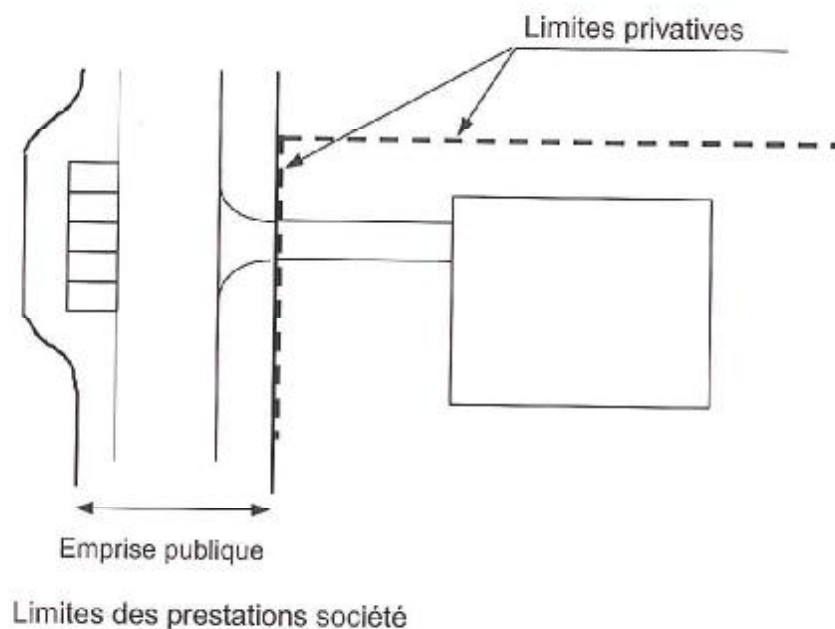 Limites privatives
Emprise publique
Limites des prestations société